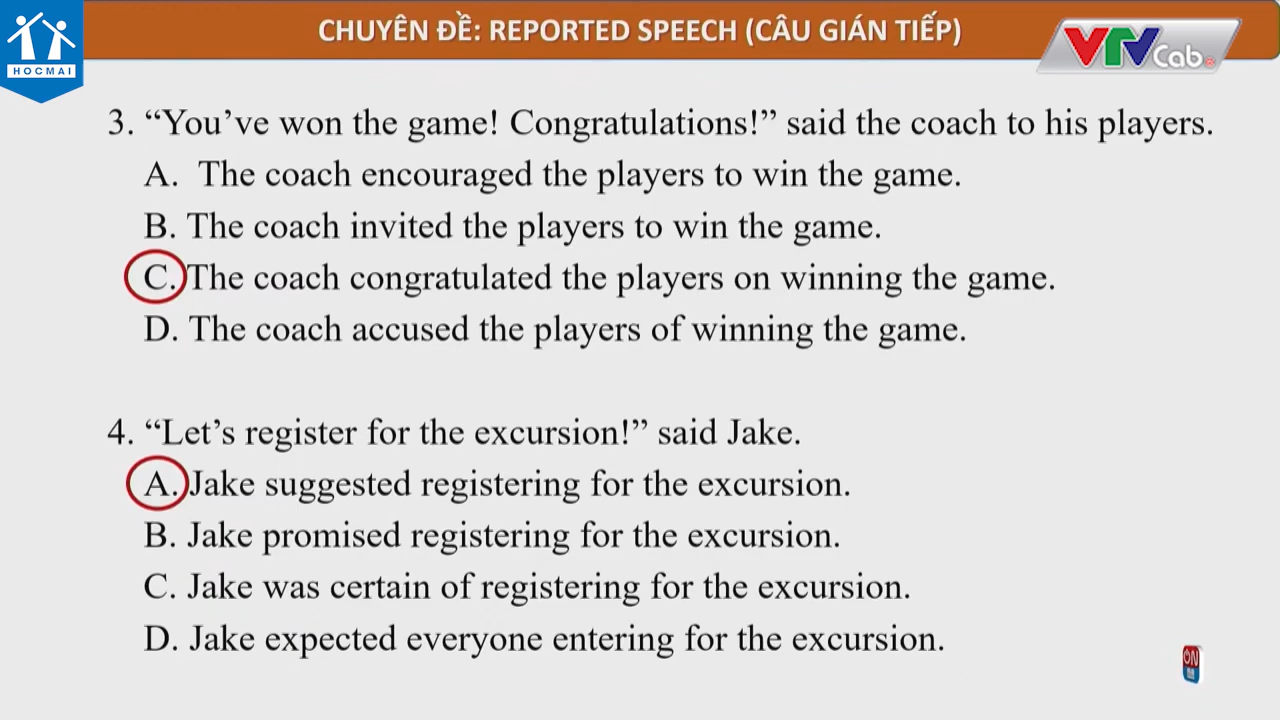 CHUYÊN ĐỀ: REPORTED SPEECH (CÂU GIÁN TIẾP)
HOCMAI
VTVCab
3. “You’ve won the game! Congratulations!” said the coach to his players.
A. The coach encouraged the players to win the game.
B. The coach invited the players to win the game.
C. The coach congratulated the players on winning the game.
D. The coach accused the players of winning the game.
4. “Let’s register for the excursion!” said Jake.
A. Jake suggested registering for the excursion.
B. Jake promised registering for the excursion.
C. Jake was certain of registering for the excursion.
D. Jake expected everyone entering for the excursion.
ON